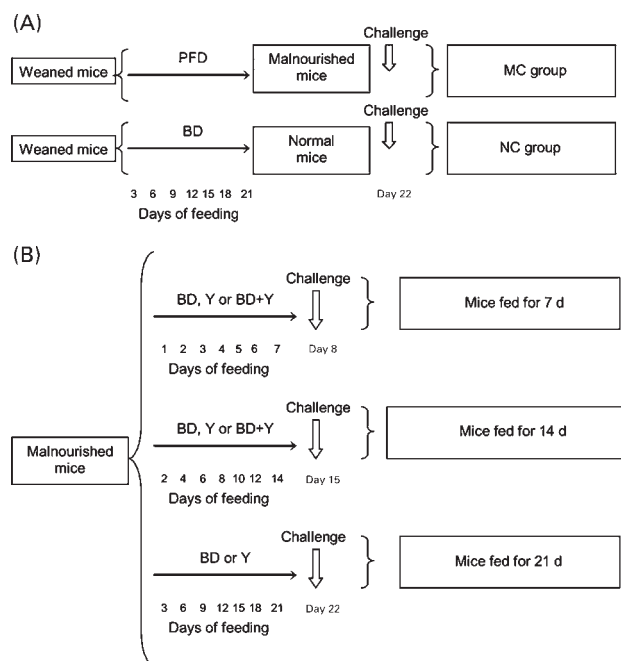 (A)
Challenge
PFD
Weaned mice
Malnourished
mice
MC group
Challenge
BD
Weaned mice
Normal
mice
NC group
3 6 9 12 15 18 21
Day 22
Days of feeding
(B)
Challenge
BD, Y or BD+Y
Mice fed for 7 d
1 2 3 4 5 6 7
Day 8
Days of feeding
Challenge
BD, Y or BD+Y
Mice fed for 14 d
Malnourished
mice
2 4 6 8 10 12 14
Day 15
Days of feeding
Challenge
BD or Y
Mice fed for 21 d
3 6 9 12 15 18 21
Day 22
Days of feeding